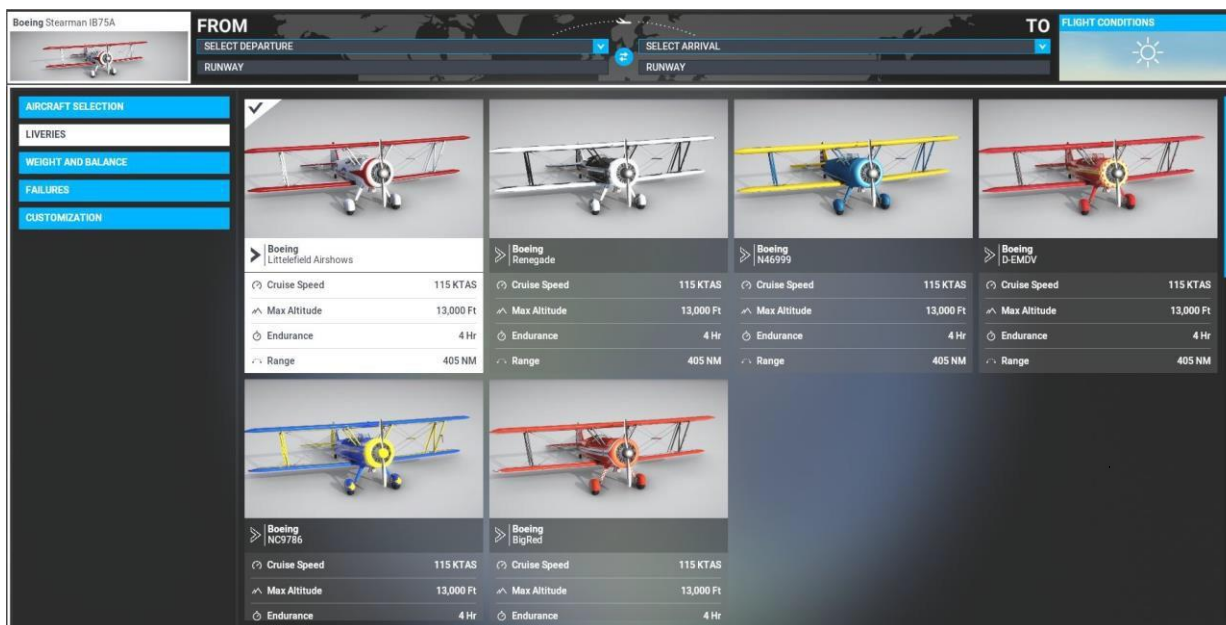 Boeing Stearman IB75A
FROM
TO
FLIGHT CONDITIONS
SELECT DEPARTURE
SELECT ARRIVAL
RUNWAY
RUNWAY
AIRCRAFT SELECTION
LIVERIES
WEIGHT AND BALANCE
FAILURES
CUSTOMIZATION
Boeing
Littelefield Airshows
Cruise Speed 115 KTAS
Max Altitude 13,000 Ft
Endurance 4 Hr
Range 405 NM
Boeing
Renegade
Cruise Speed 115 KTAS
Max Altitude 13,000 Ft
Endurance 4 Hr
Range 405 NM
Boeing
N46999
Cruise Speed 115 KTAS
Max Altitude 13,000 Ft
Endurance 4 Hr
Range 405 NM
Boeing
D-EMDV
Cruise Speed 115 KTAS
Max Altitude 13,000 Ft
Endurance 4 Hr
Range 405 NM
Boeing
NC9786
Cruise Speed 115 KTAS
Max Altitude 13,000 Ft
Endurance 4 Hr
Boeing
BigRed
Cruise Speed 115 KTAS
Max Altitude 13,000 Ft
Endurance 4 Hr